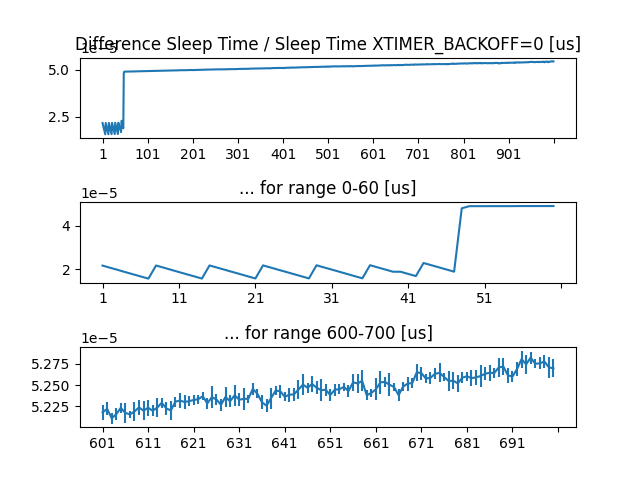 Difference Sleep Time / Sleep Time XTIMER_BACKOFF=0 [us]
1e−5
5.0
2.5
1 101 201 301 401 501 601 701 801 901
... for range 0-60 [us]
1e−5
4
2
1 11 21 31 41 51
... for range 600-700 [us]
1e−5
5.275
5.250
5.225
601 611 621 631 641 651 661 671 681 691